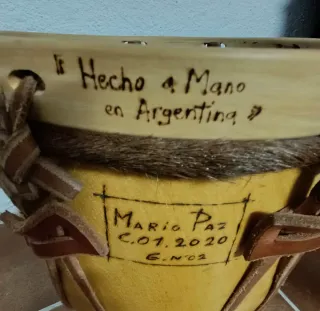 "Hecho a Mano
en Argentina"
MARIO PAZ
C.01.2020
G.Nº02